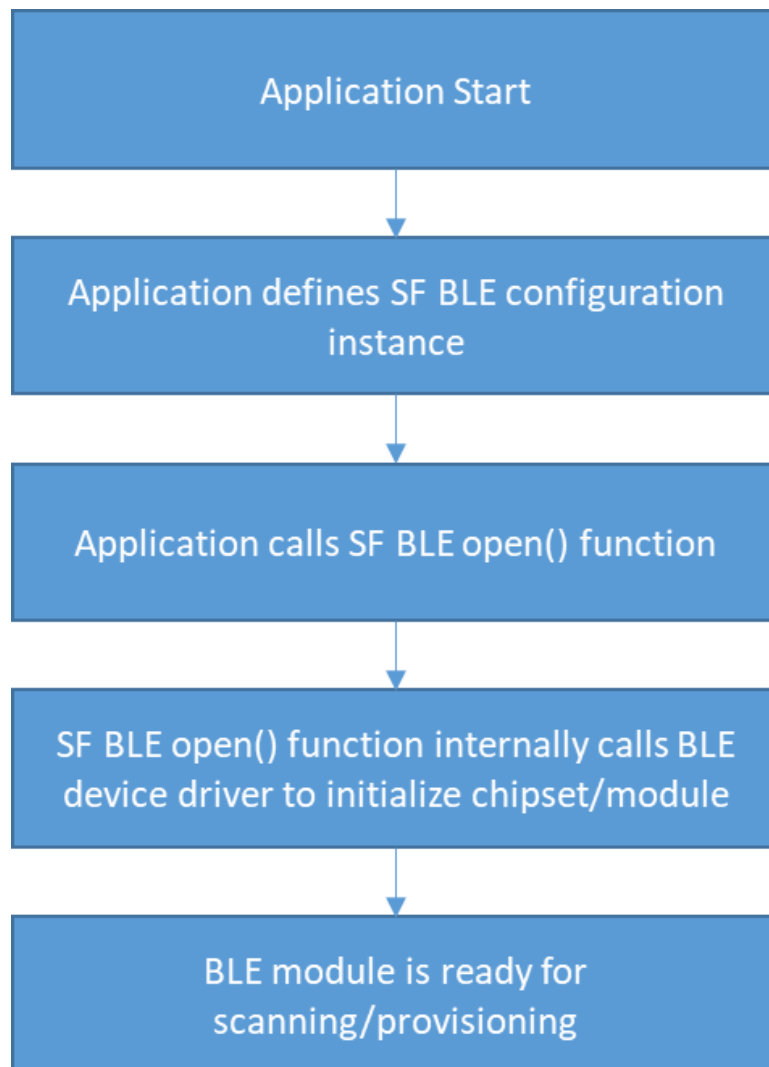 Application Start
Application defines SF BLE configuration
instance
Application calls SF BLE open() function
SF BLE open() function internally calls BLE
device driver to initialize chipset/module
BLE module is ready for
scanning/provisioning